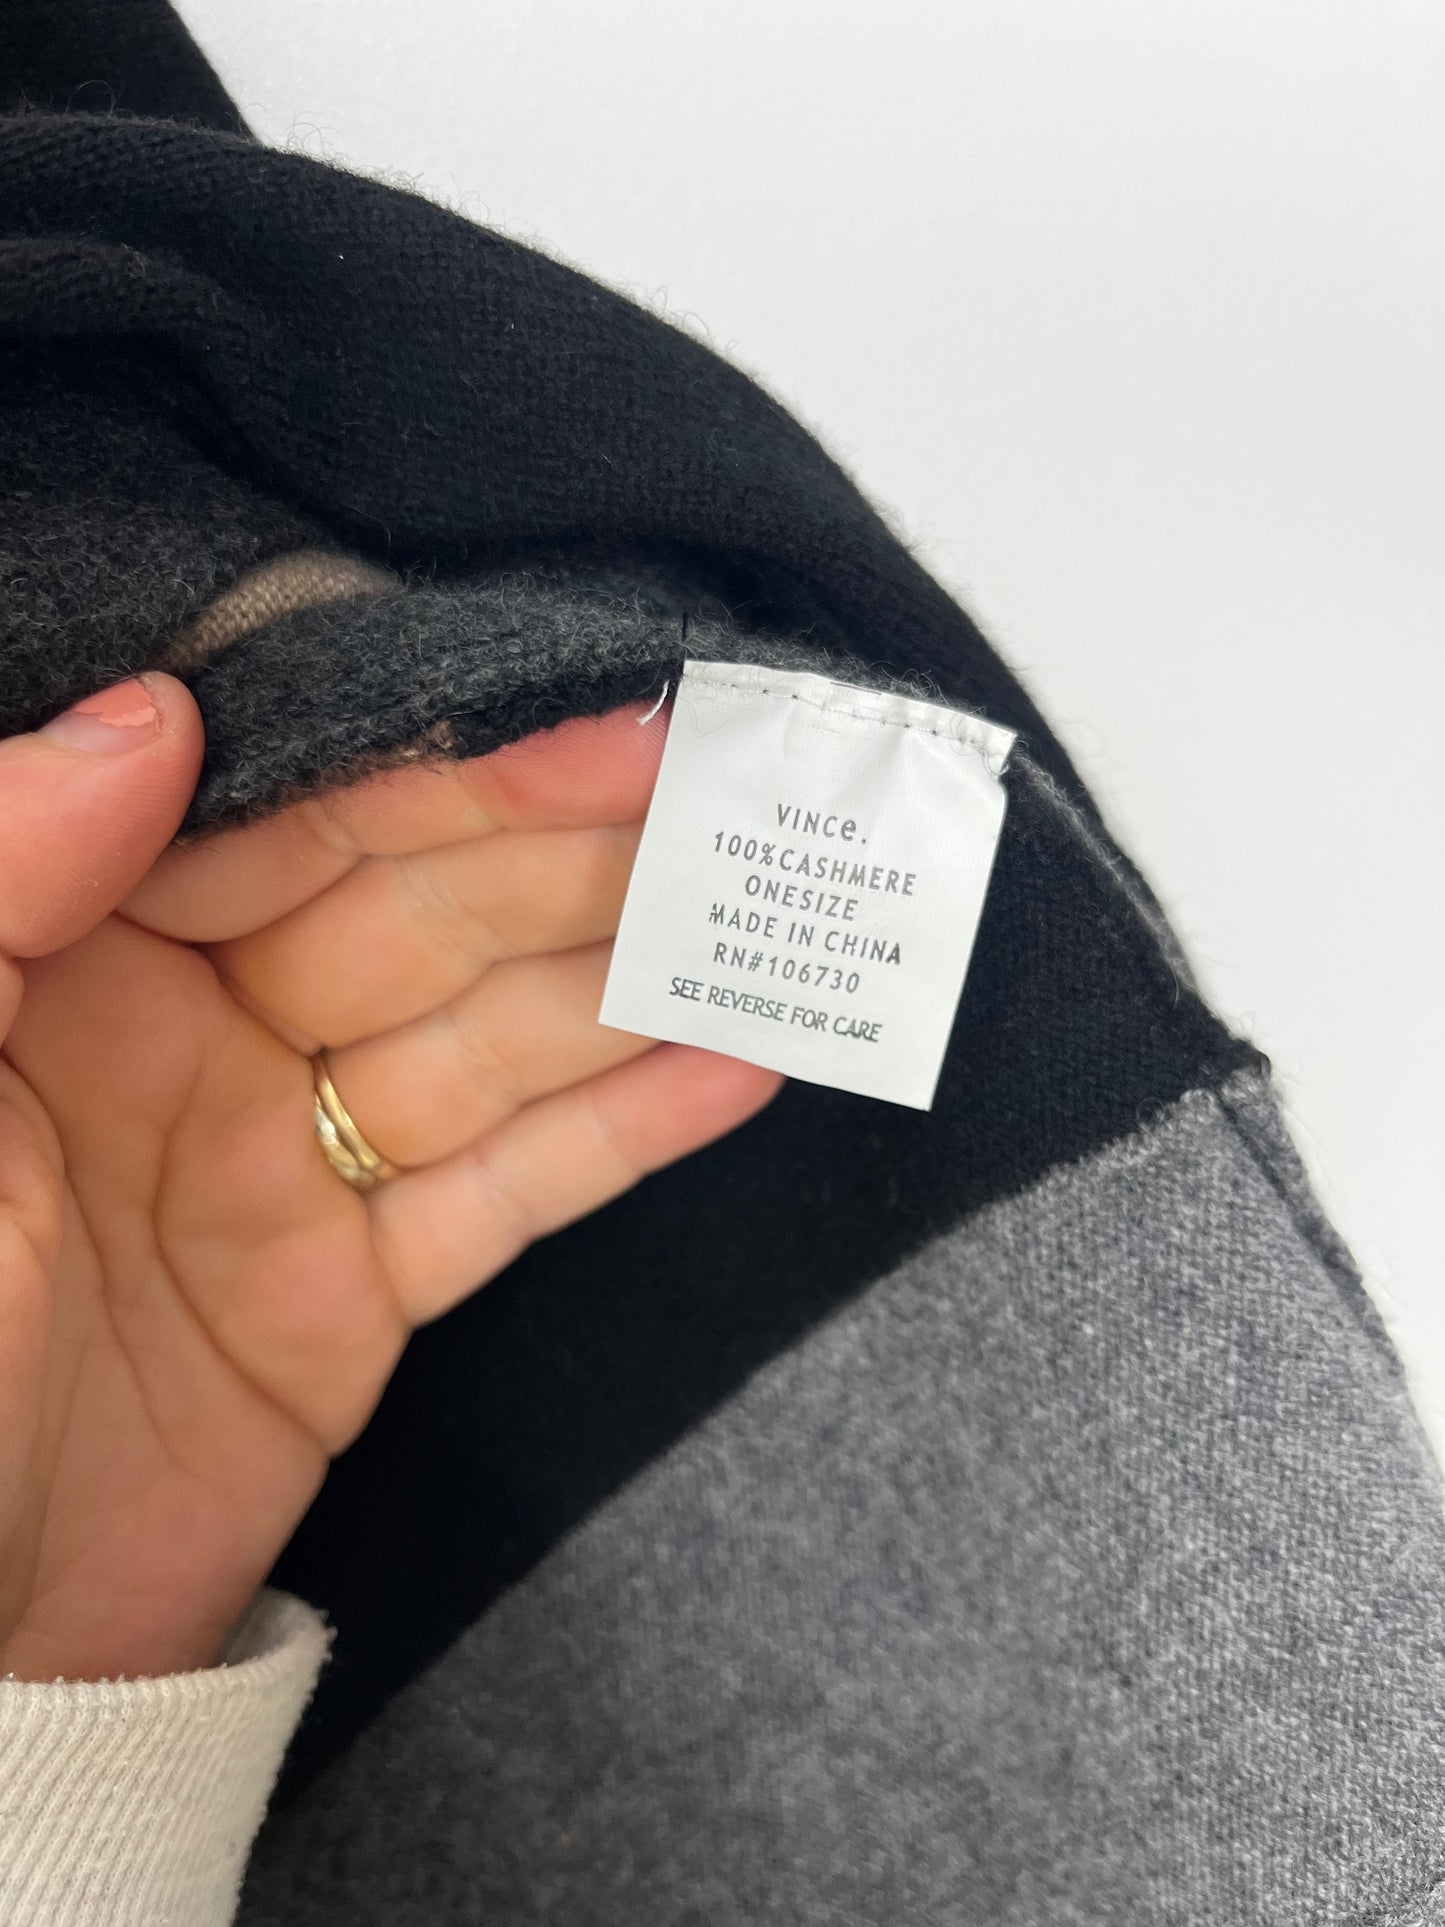 VINCe.
100%CASHMERE
ONESIZE
MADE IN CHINA
RN#106730
SEE REVERSE FOR CARE